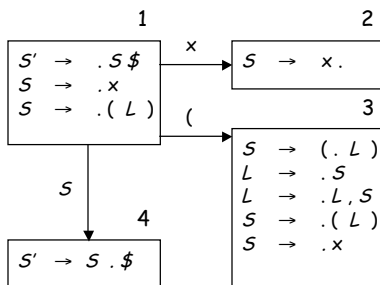 1
S' → .S$
S → .x
S → .(L)
x
2
S → x.
(
3
S → (.L)
L → .S
L → .L,S
S → .(L)
S → .x
S
4
S' → S.$